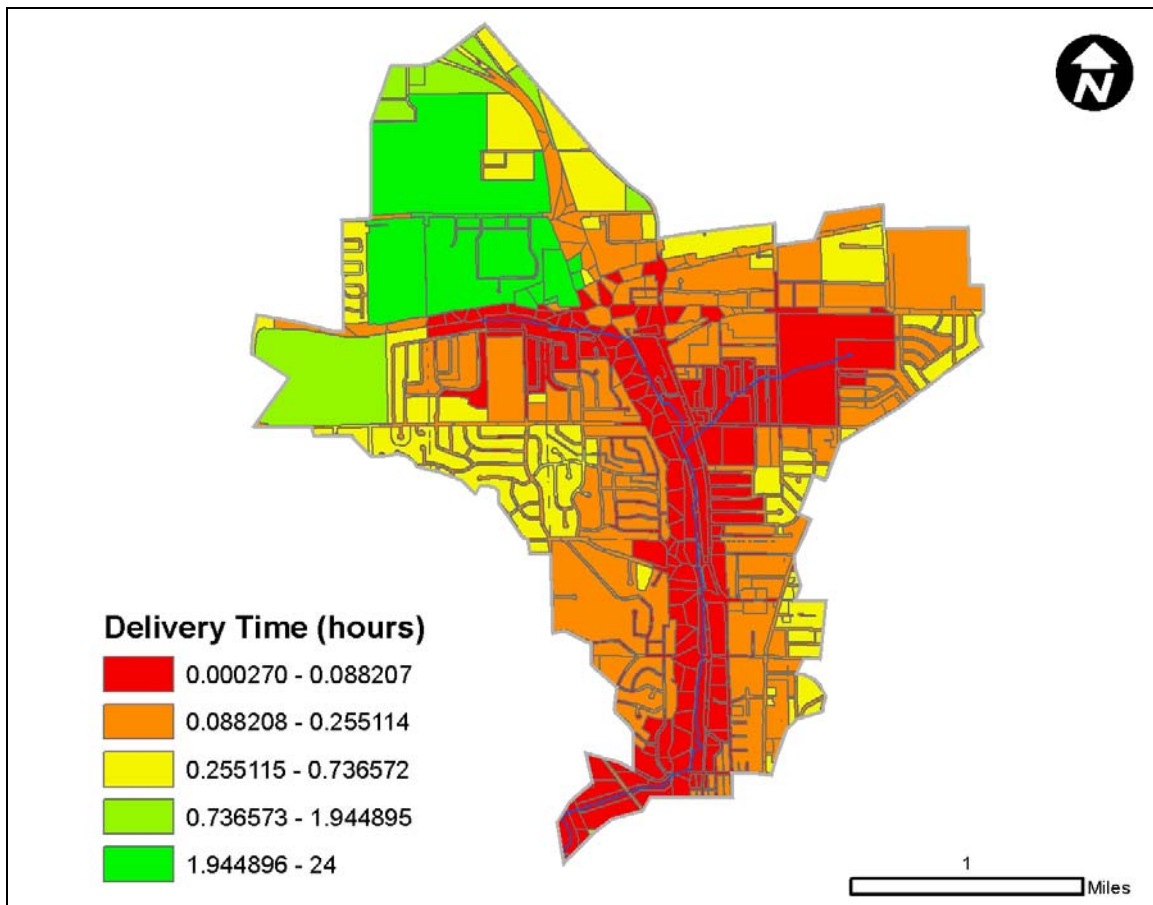 N
Delivery Time (hours)
0.000270 - 0.088207
0.088208 - 0.255114
0.255115 - 0.736572
0.736573 - 1.944895
1.944896 - 24
1
Miles